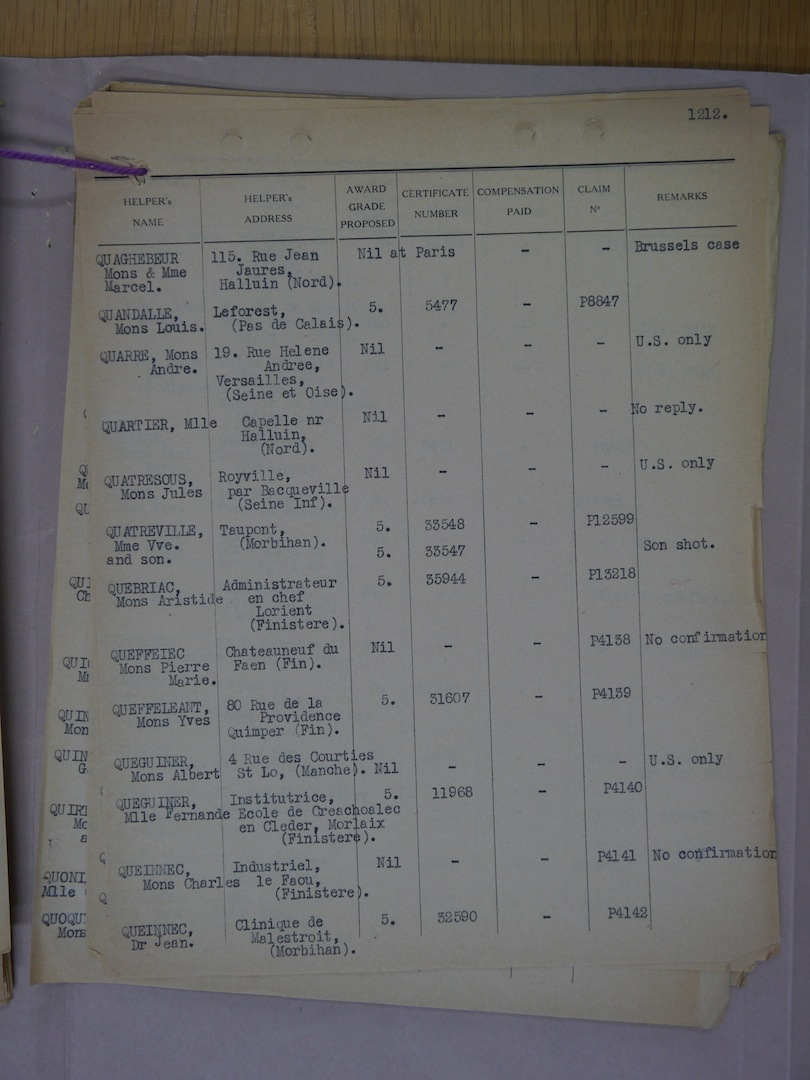 1212.
HELPER's NAME HELPER's ADDRESS AWARD GRADE PROPOSED CERTIFICATE NUMBER COMPENSATION PAID CLAIM Nº REMARKS
QUAGHEBEUR 115. Rue Jean Nil at Paris - - Brussels case
Mons & Mme Jaures,
Marcel. Halluin (Nord).
QUANDALLE, Leforest, 5. 5477 - P8847
Mons Louis. (Pas de Calais).
QUARRE, Mons 19. Rue Helene Nil - - - U.S. only
Andre. Andree,
Versailles,
(Seine et Oise).
QUARTIER, Mlle Capelle nr Nil - - - No reply.
Halluin,
(Nord).
QUATRESOUS, Royville, Nil - - - U.S. only
Mons Jules par Bacqueville
(Seine Inf).
QUATREVILLE, Taupont, 5. 33548 - P12599
Mme Vve. (Morbihan).
and son. 5. 33547 Son shot.
QUEBRIAC, Administrateur 5. 35944 - P13218
Mons Aristide en chef
Lorient
(Finistere).
QUEFFEIEC Chateauneuf du Nil - - P4138 No confirmation
Mons Pierre Faen (Fin).
Marie.
QUEFFELEANT, 80 Rue de la 5. 31607 - P4139
Mons Yves Providence
Quimper (Fin).
QUEGUINER, 4 Rue des Courties
Mons Albert St Lo, (Manche). Nil - - - U.S. only
QUEGUINER, Institutrice, 5. 11968 - P4140
Mlle Fernande Ecole de Creachoalec
en Cleder, Morlaix
(Finistere).
QUEINNEC, Industriel, Nil - - P4141 No confirmation
Mons Charles le Faou,
(Finistere).
QUEINNEC, Clinique de 5. 32590 - P4142
Dr Jean. Malestroit,
(Morbihan).